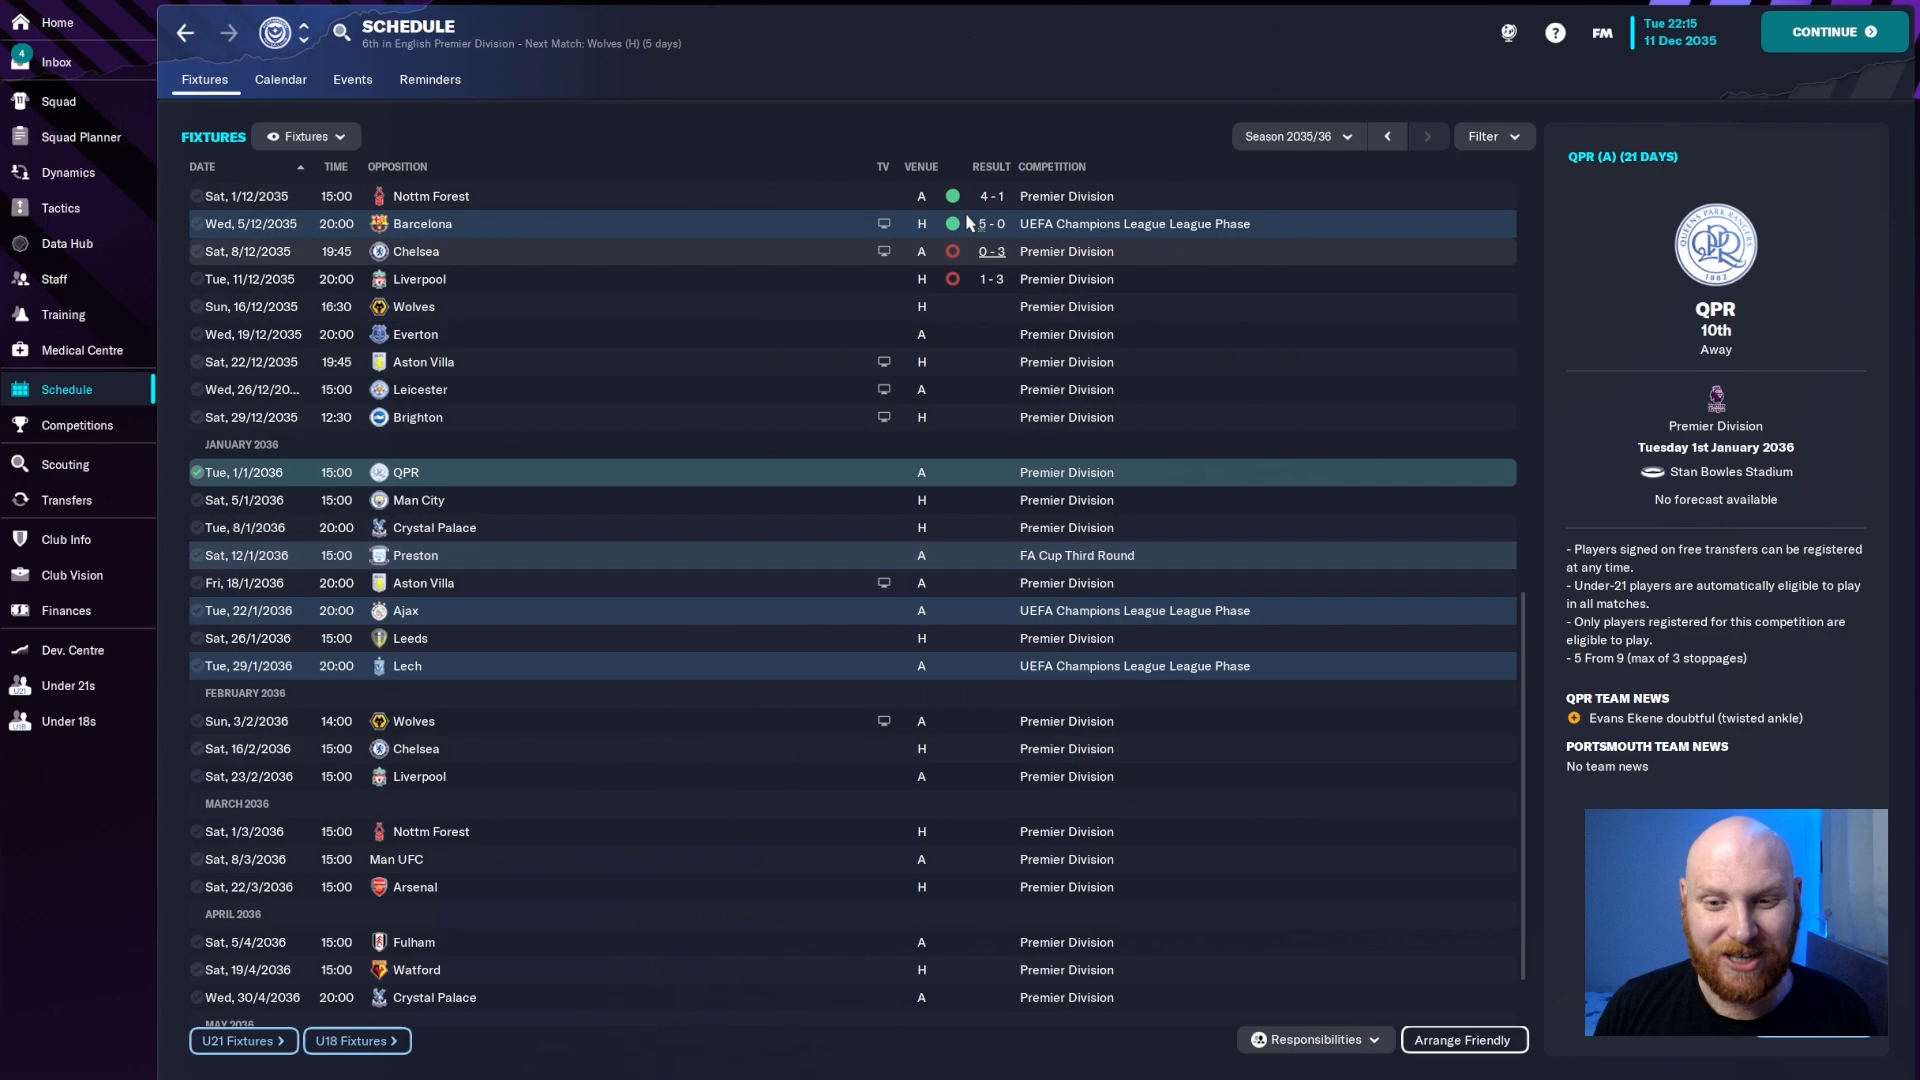 Home
4
Inbox
Squad
Squad Planner
Dynamics
Tactics
Data Hub
Staff
Training
Medical Centre
Schedule
Competitions
Scouting
Transfers
Club Info
Club Vision
Finances
Dev. Centre
U21
Under 21s
U18
Under 18s
SCHEDULE
6th in English Premier Division - Next Match: Wolves (H) (5 days)
FM
Tue 22:15
11 Dec 2035
CONTINUE
Fixtures Calendar Events Reminders
FIXTURES Fixtures Season 2035/36 Filter
DATE TIME OPPOSITION TV VENUE RESULT COMPETITION
Sat, 1/12/2035 15:00 Nottm Forest A 4 - 1 Premier Division
Wed, 5/12/2035 20:00 Barcelona H 5 - 0 UEFA Champions League League Phase
Sat, 8/12/2035 19:45 Chelsea A 0 - 3 Premier Division
Tue, 11/12/2035 20:00 Liverpool H 1 - 3 Premier Division
Sun, 16/12/2035 16:30 Wolves H Premier Division
Wed, 19/12/2035 20:00 Everton A Premier Division
Sat, 22/12/2035 19:45 Aston Villa H Premier Division
Wed, 26/12/20... 15:00 Leicester A Premier Division
Sat, 29/12/2035 12:30 Brighton H Premier Division
JANUARY 2036
Tue, 1/1/2036 15:00 QPR A Premier Division
Sat, 5/1/2036 15:00 Man City H Premier Division
Tue, 8/1/2036 20:00 Crystal Palace H Premier Division
Sat, 12/1/2036 15:00 Preston A FA Cup Third Round
Fri, 18/1/2036 20:00 Aston Villa A Premier Division
Tue, 22/1/2036 20:00 Ajax A UEFA Champions League League Phase
Sat, 26/1/2036 15:00 Leeds H Premier Division
Tue, 29/1/2036 20:00 Lech A UEFA Champions League League Phase
FEBRUARY 2036
Sun, 3/2/2036 14:00 Wolves A Premier Division
Sat, 16/2/2036 15:00 Chelsea H Premier Division
Sat, 23/2/2036 15:00 Liverpool A Premier Division
MARCH 2036
Sat, 1/3/2036 15:00 Nottm Forest H Premier Division
Sat, 8/3/2036 15:00 Man UFC A Premier Division
Sat, 22/3/2036 15:00 Arsenal H Premier Division
APRIL 2036
Sat, 5/4/2036 15:00 Fulham A Premier Division
Sat, 19/4/2036 15:00 Watford H Premier Division
Wed, 30/4/2036 20:00 Crystal Palace A Premier Division
MAY 2036
U21 Fixtures U18 Fixtures Responsibilities Arrange Friendly
QPR (A) (21 DAYS)
QUEENS PARK RANGERS
QPR
1882
QPR
10th
Away
Premier Division
Tuesday 1st January 2036
Stan Bowles Stadium
No forecast available
- Players signed on free transfers can be registered
at any time.
- Under-21 players are automatically eligible to play
in all matches.
- Only players registered for this competition are
eligible to play.
- 5 From 9 (max of 3 stoppages)
QPR TEAM NEWS
Evans Ekene doubtful (twisted ankle)
PORTSMOUTH TEAM NEWS
No team news